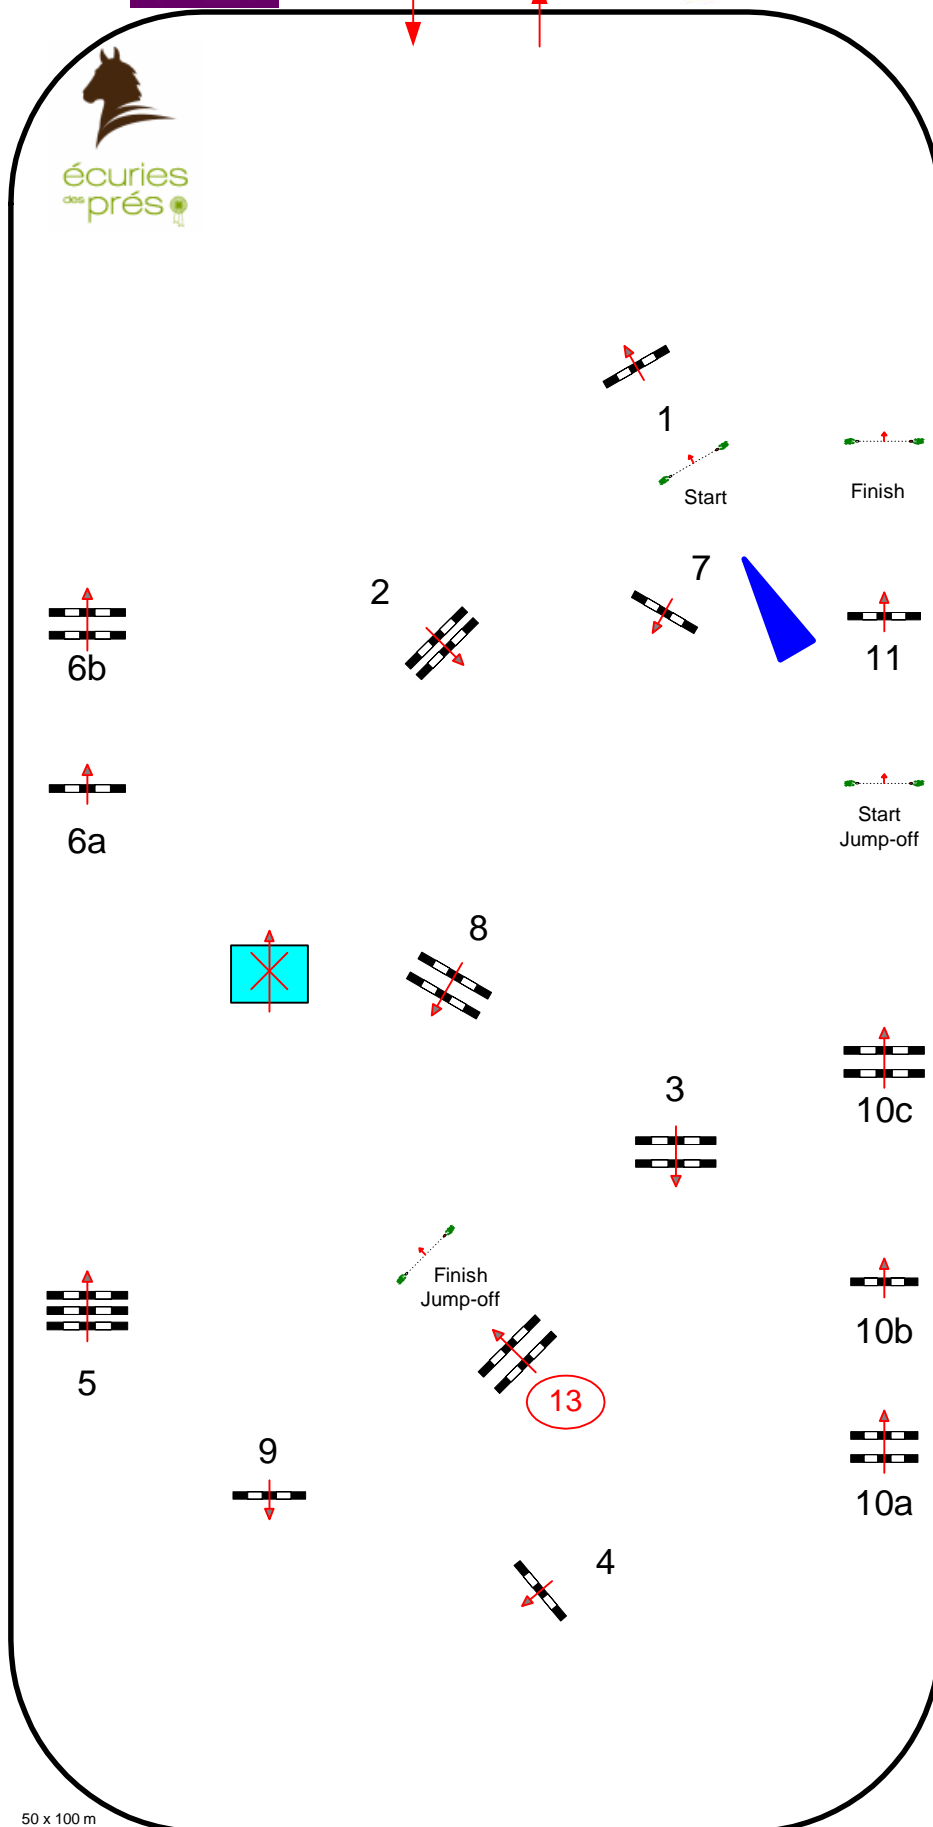 écuries
des prés
1
Start
Finish
2
7
6b
11
6a
Start
Jump-off
8
10c
3
Finish
Jump-off
10b
5
13
9
10a
4
50 x 100 m